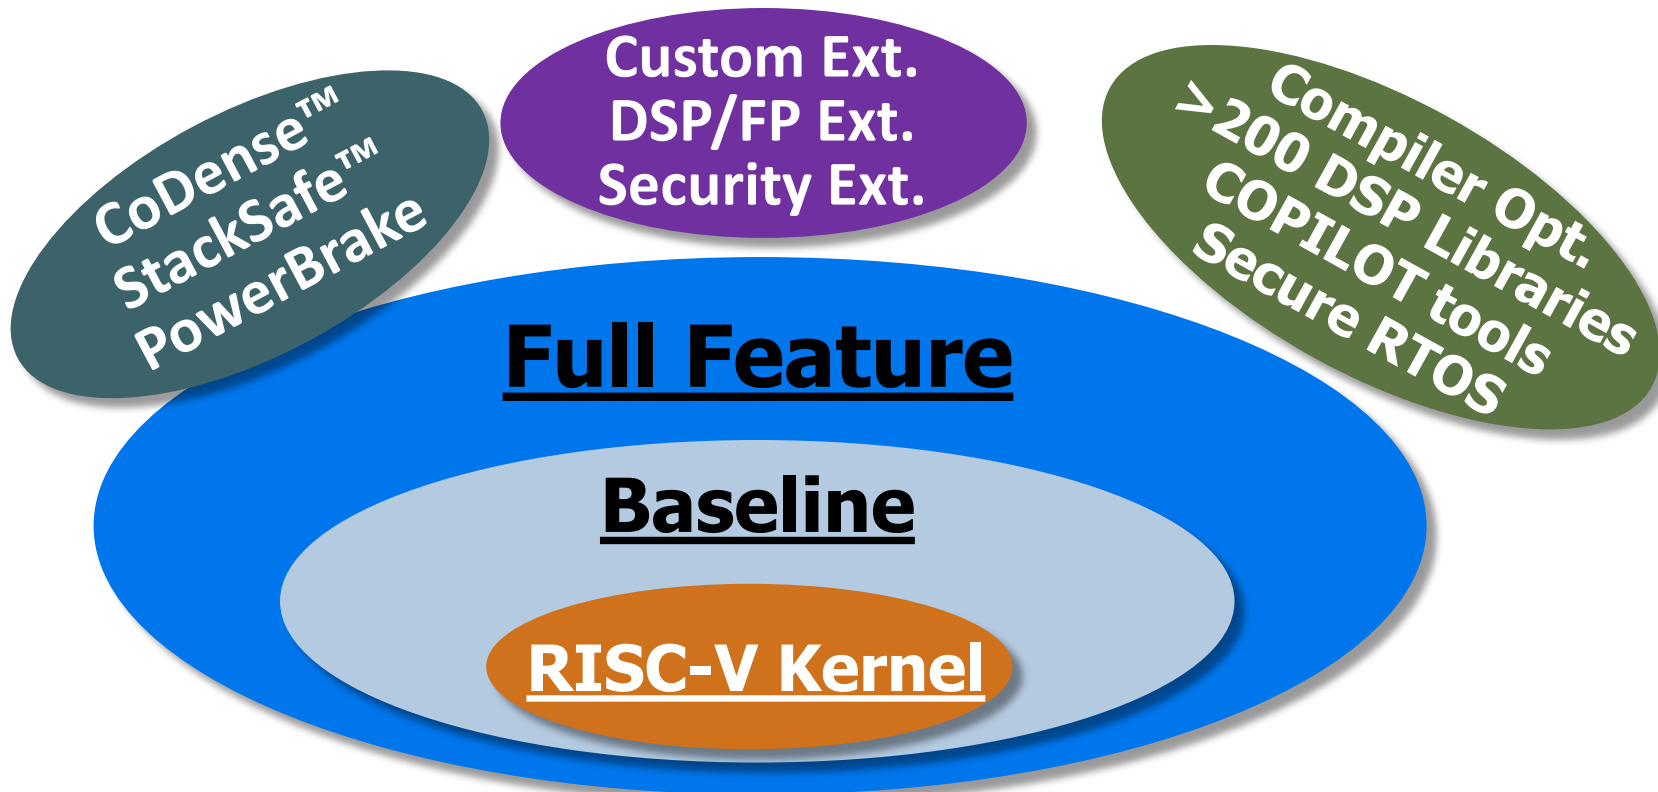 CoDense™
StackSafe™
PowerBrake
Custom Ext.
DSP/FP Ext.
Security Ext.
Compiler Opt.
>200 DSP Libraries
COPILOT tools
Secure RTOS
Full Feature
Baseline
RISC-V Kernel